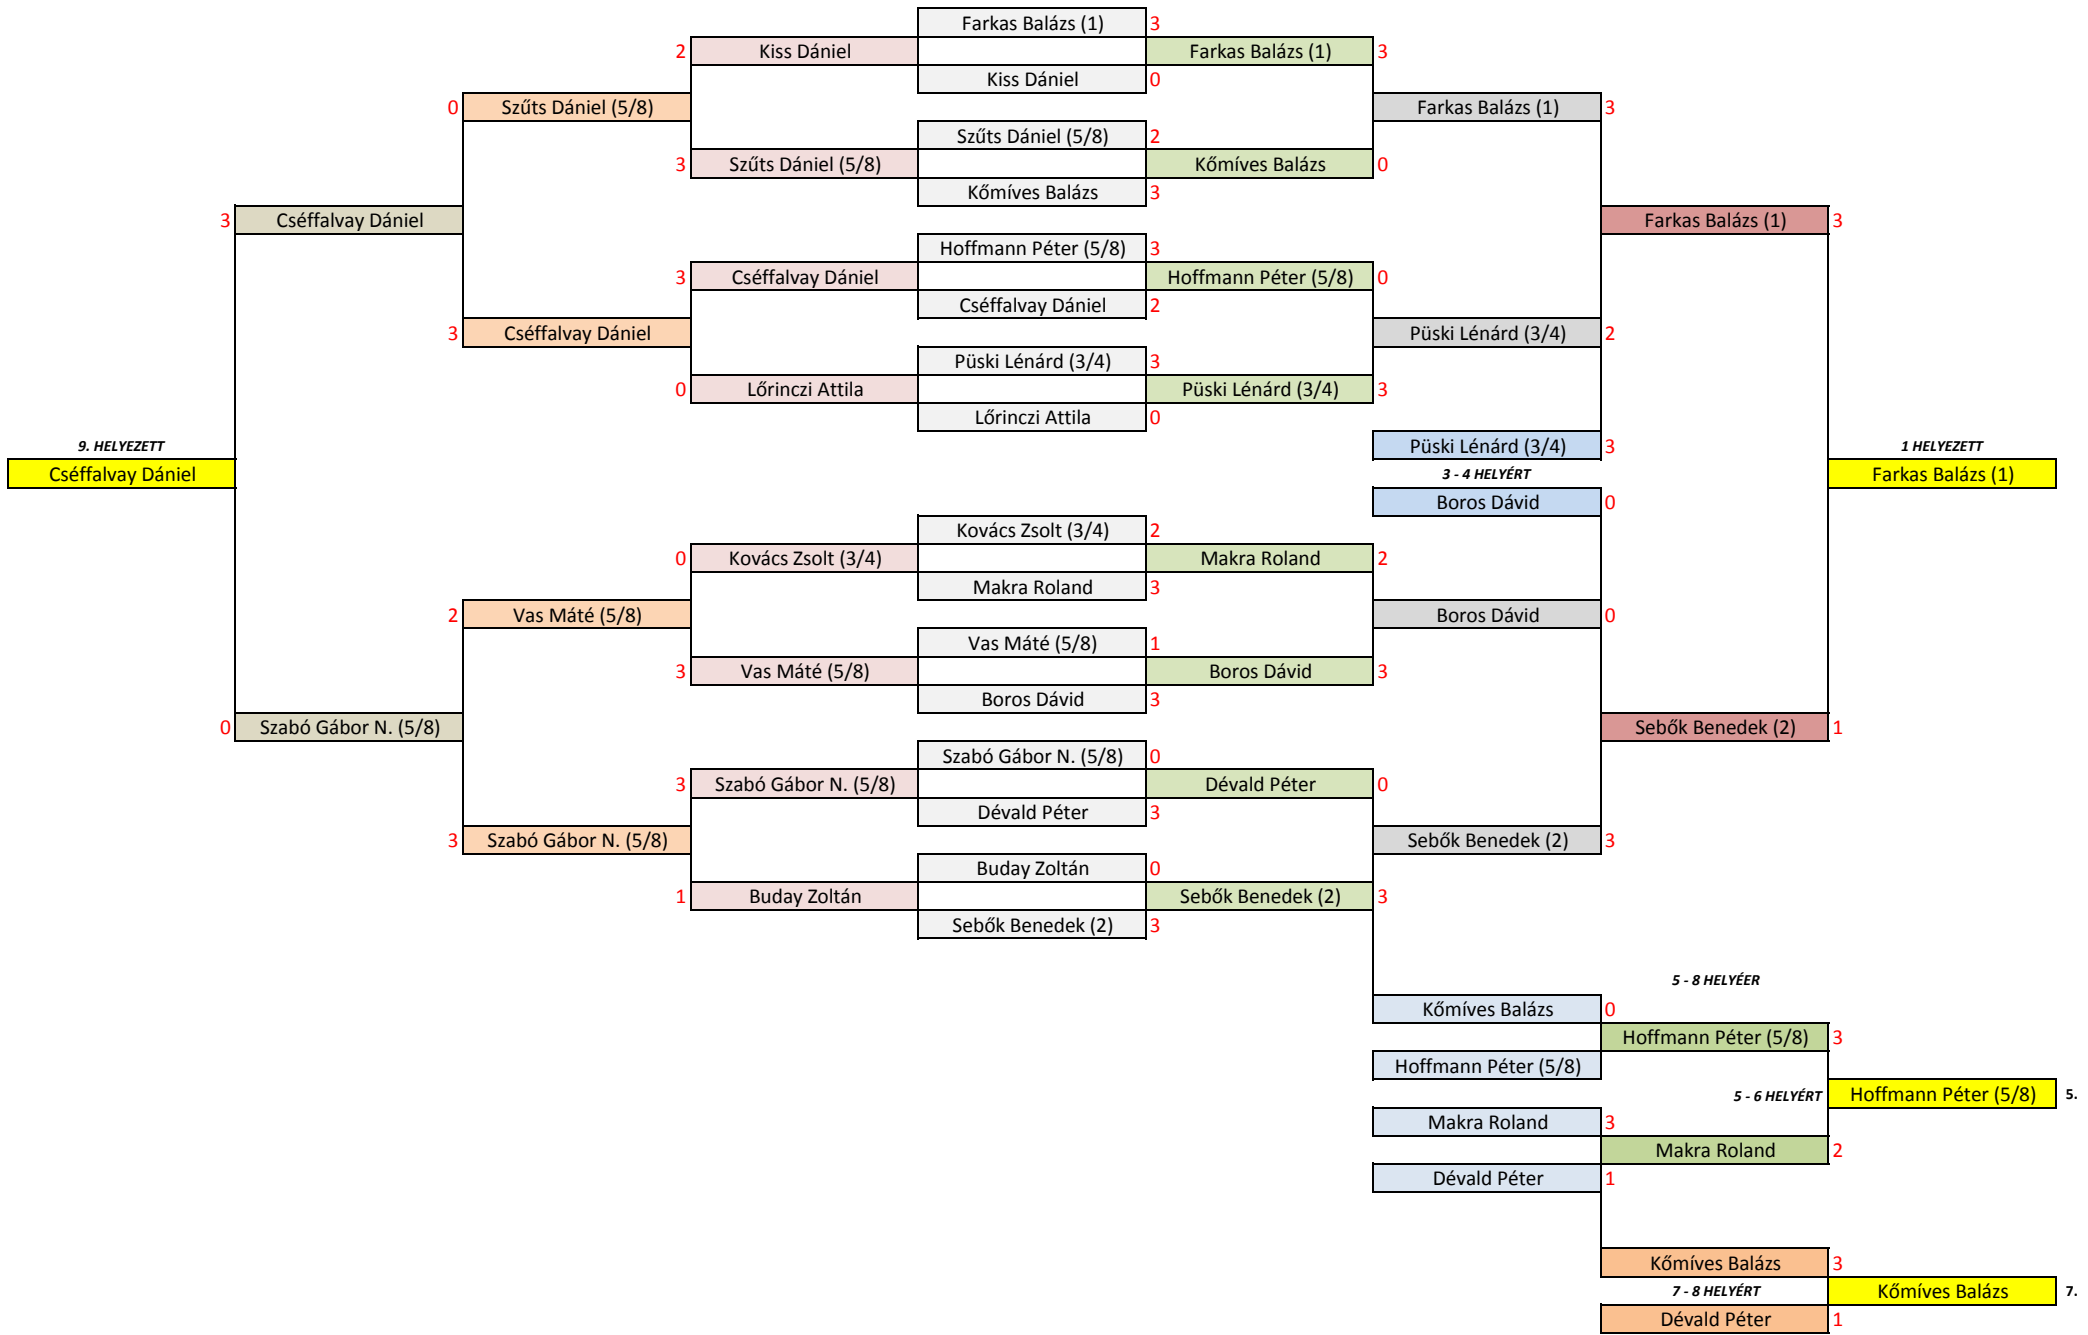 Farkas Balázs (1) 3
2 Kiss Dániel Farkas Balázs (1) 3
Kiss Dániel 0
0 Szűts Dániel (5/8) Farkas Balázs (1) 3
Szűts Dániel (5/8) 2
3 Szűts Dániel (5/8) Kőmíves Balázs 0
Kőmíves Balázs 3
3 Cséffalvay Dániel Farkas Balázs (1) 3
Hoffmann Péter (5/8) 3
3 Cséffalvay Dániel Hoffmann Péter (5/8) 0
Cséffalvay Dániel 2
3 Cséffalvay Dániel Püski Lénárd (3/4) 2
Püski Lénárd (3/4) 3
0 Lőrinczi Attila Püski Lénárd (3/4) 3
Lőrinczi Attila 0
9. HELYEZETT Püski Lénárd (3/4) 3 1 HELYEZETT
Cséffalvay Dániel 3 - 4 HELYÉRT Farkas Balázs (1)
Boros Dávid 0
Kovács Zsolt (3/4) 2
0 Kovács Zsolt (3/4) Makra Roland 2
Makra Roland 3
2 Vas Máté (5/8) Boros Dávid 0
Vas Máté (5/8) 1
3 Vas Máté (5/8) Boros Dávid 3
Boros Dávid 3
0 Szabó Gábor N. (5/8) Sebők Benedek (2) 1
Szabó Gábor N. (5/8) 0
3 Szabó Gábor N. (5/8) Dévald Péter 0
Dévald Péter 3
3 Szabó Gábor N. (5/8) Sebők Benedek (2) 3
Buday Zoltán 0
1 Buday Zoltán Sebők Benedek (2) 3
Sebők Benedek (2) 3
5 - 8 HELYÉER
Kőmíves Balázs 0
Hoffmann Péter (5/8) 3
Hoffmann Péter (5/8)
5 - 6 HELYÉRT Hoffmann Péter (5/8) 5.
Makra Roland 3
Makra Roland 2
Dévald Péter 1
Kőmíves Balázs 3
7 - 8 HELYÉRT Kőmíves Balázs 7.
Dévald Péter 1